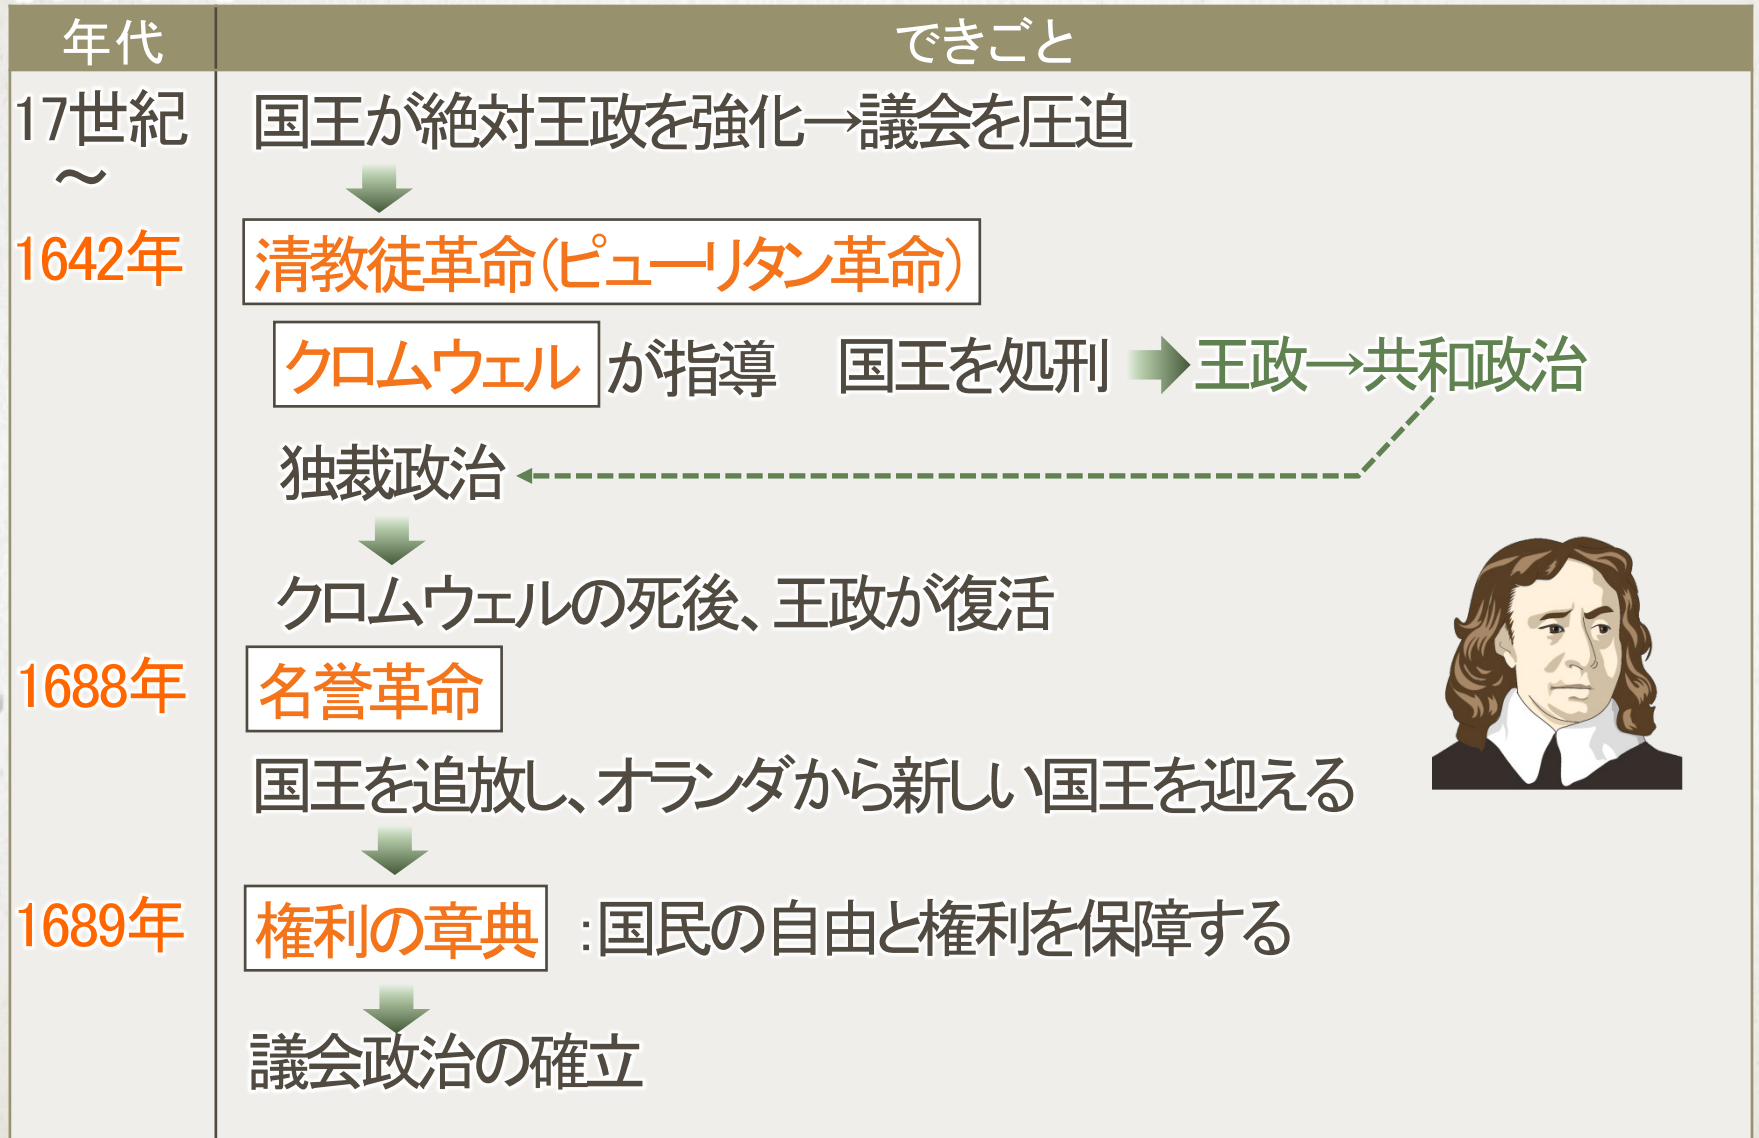 年代 できごと
17世紀 国王が絶対王政を強化→議会を圧迫
～
1642年 清教徒革命(ピューリタン革命)
クロムウェル が指導 国王を処刑 王政→共和政治
独裁政治
クロムウェルの死後、王政が復活
1688年 名誉革命
国王を追放し、オランダから新しい国王を迎える
1689年 権利の章典 :国民の自由と権利を保障する
議会政治の確立